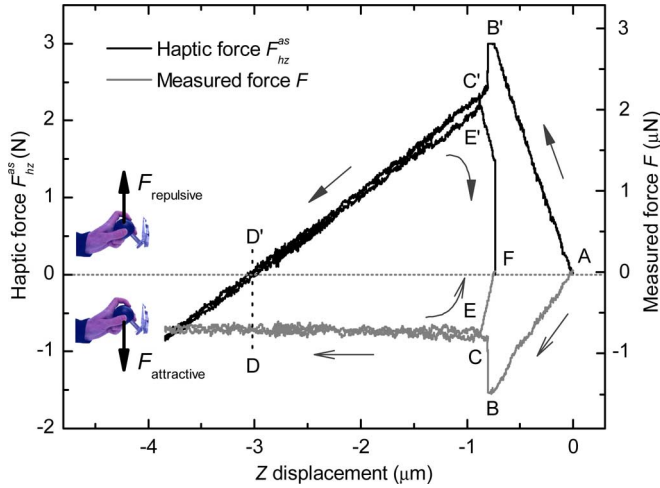 Haptic force F_hz^as
Measured force F
Haptic force F_hz^as (N)
3
2
1
0
-1
-2
Measured force F (μN)
3
2
1
0
-1
B'
C'
E'
F_repulsive
D'
F
A
E
F_attractive
D
C
B
-4
-3
-2
-1
0
Z displacement (μm)